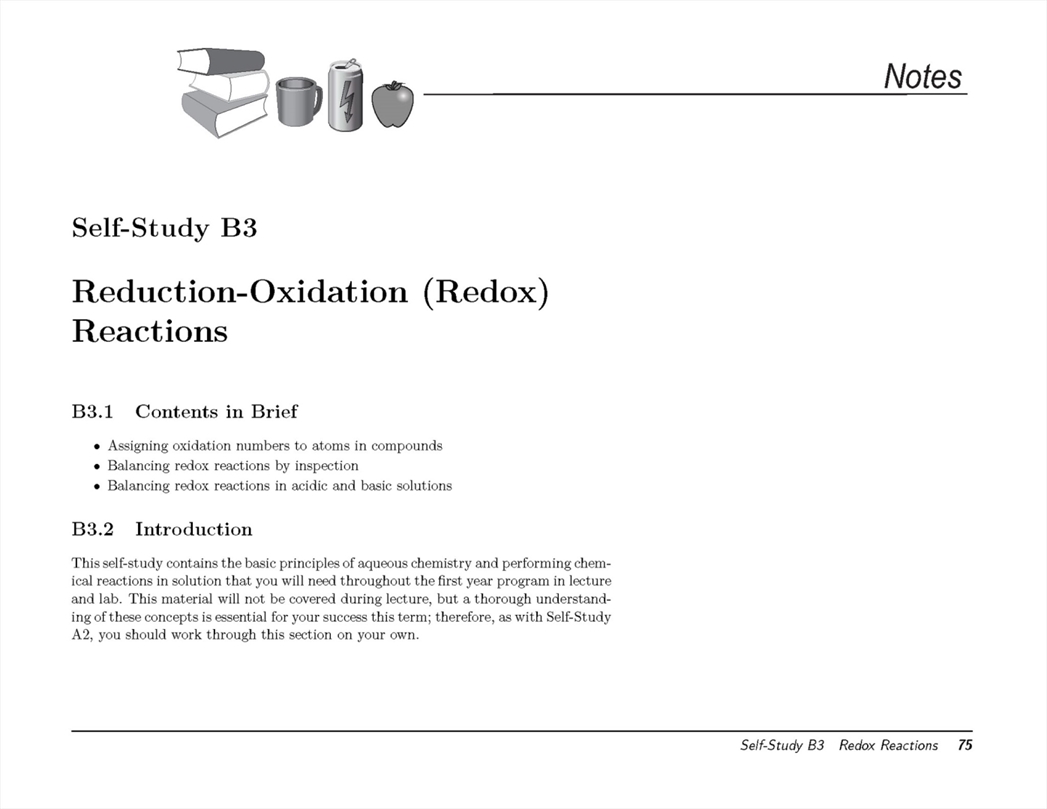 Notes
Self-Study B3
Reduction-Oxidation (Redox)
Reactions
B3.1 Contents in Brief
• Assigning oxidation numbers to atoms in compounds
• Balancing redox reactions by inspection
• Balancing redox reactions in acidic and basic solutions
B3.2 Introduction
This self-study contains the basic principles of aqueous chemistry and performing chem-
ical reactions in solution that you will need throughout the first year program in lecture
and lab. This material will not be covered during lecture, but a thorough understand-
ing of these concepts is essential for your success this term; therefore, as with Self-Study
A2, you should work through this section on your own.
Self-Study B3 Redox Reactions 75